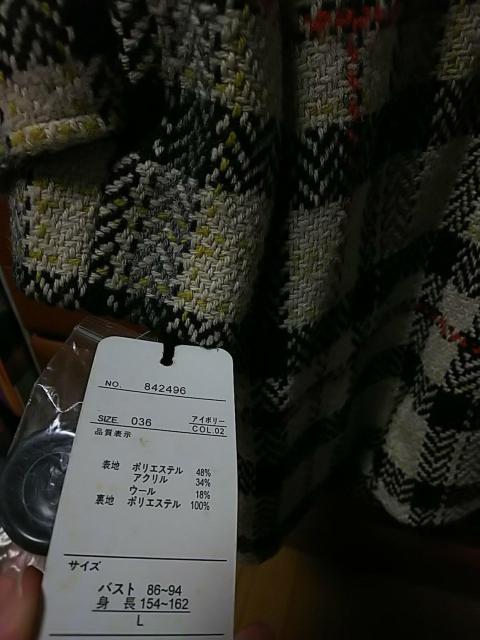 NO. 842496
アイボリー
SIZE 036 COL.02
品質表示
表地 ポリエステル 48%
アクリル 34%
ウール 18%
裏地 ポリエステル 100%
サイズ
バスト 86~94
身長 154~162
L